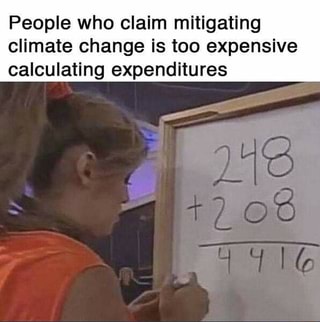 People who claim mitigating
climate change is too expensive
calculating expenditures
248
+208
4416